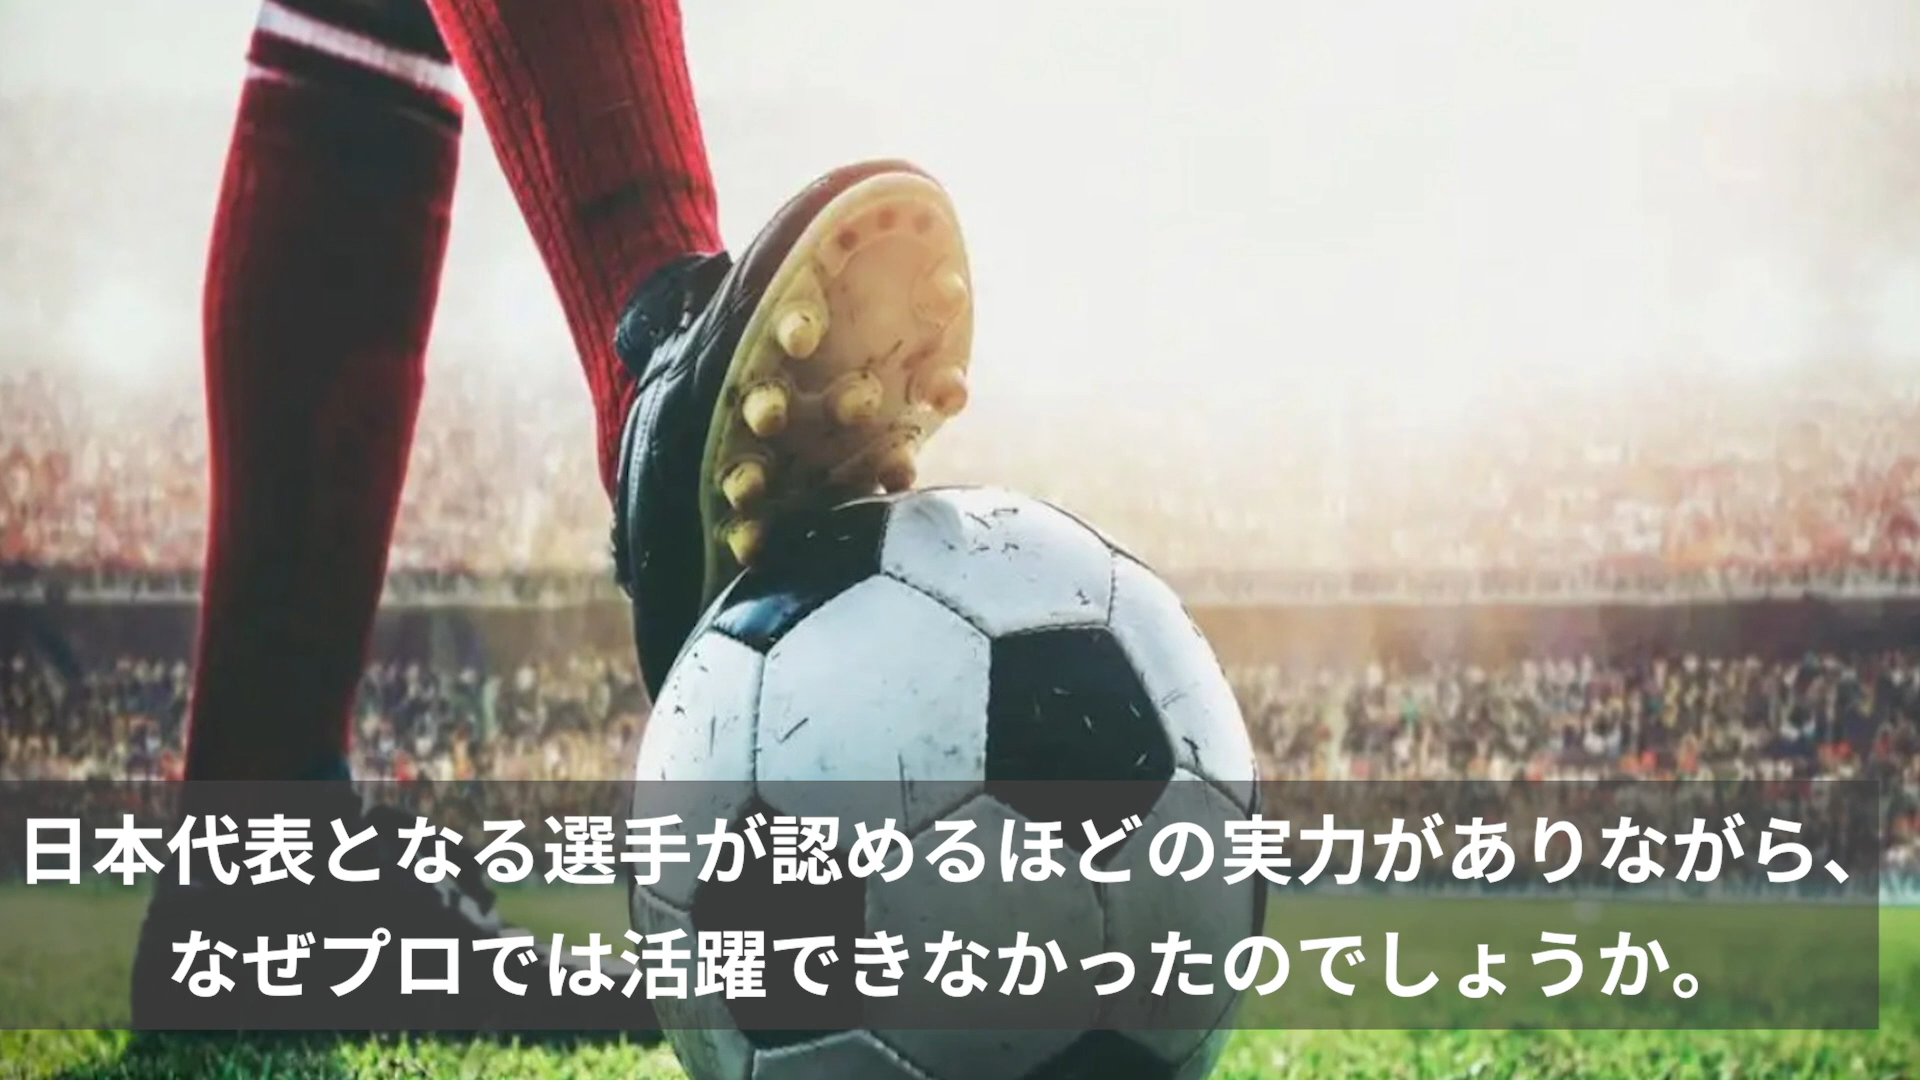 日本代表となる選手が認めるほどの実力がありながら、
なぜプロでは活躍できなかったのでしょうか。